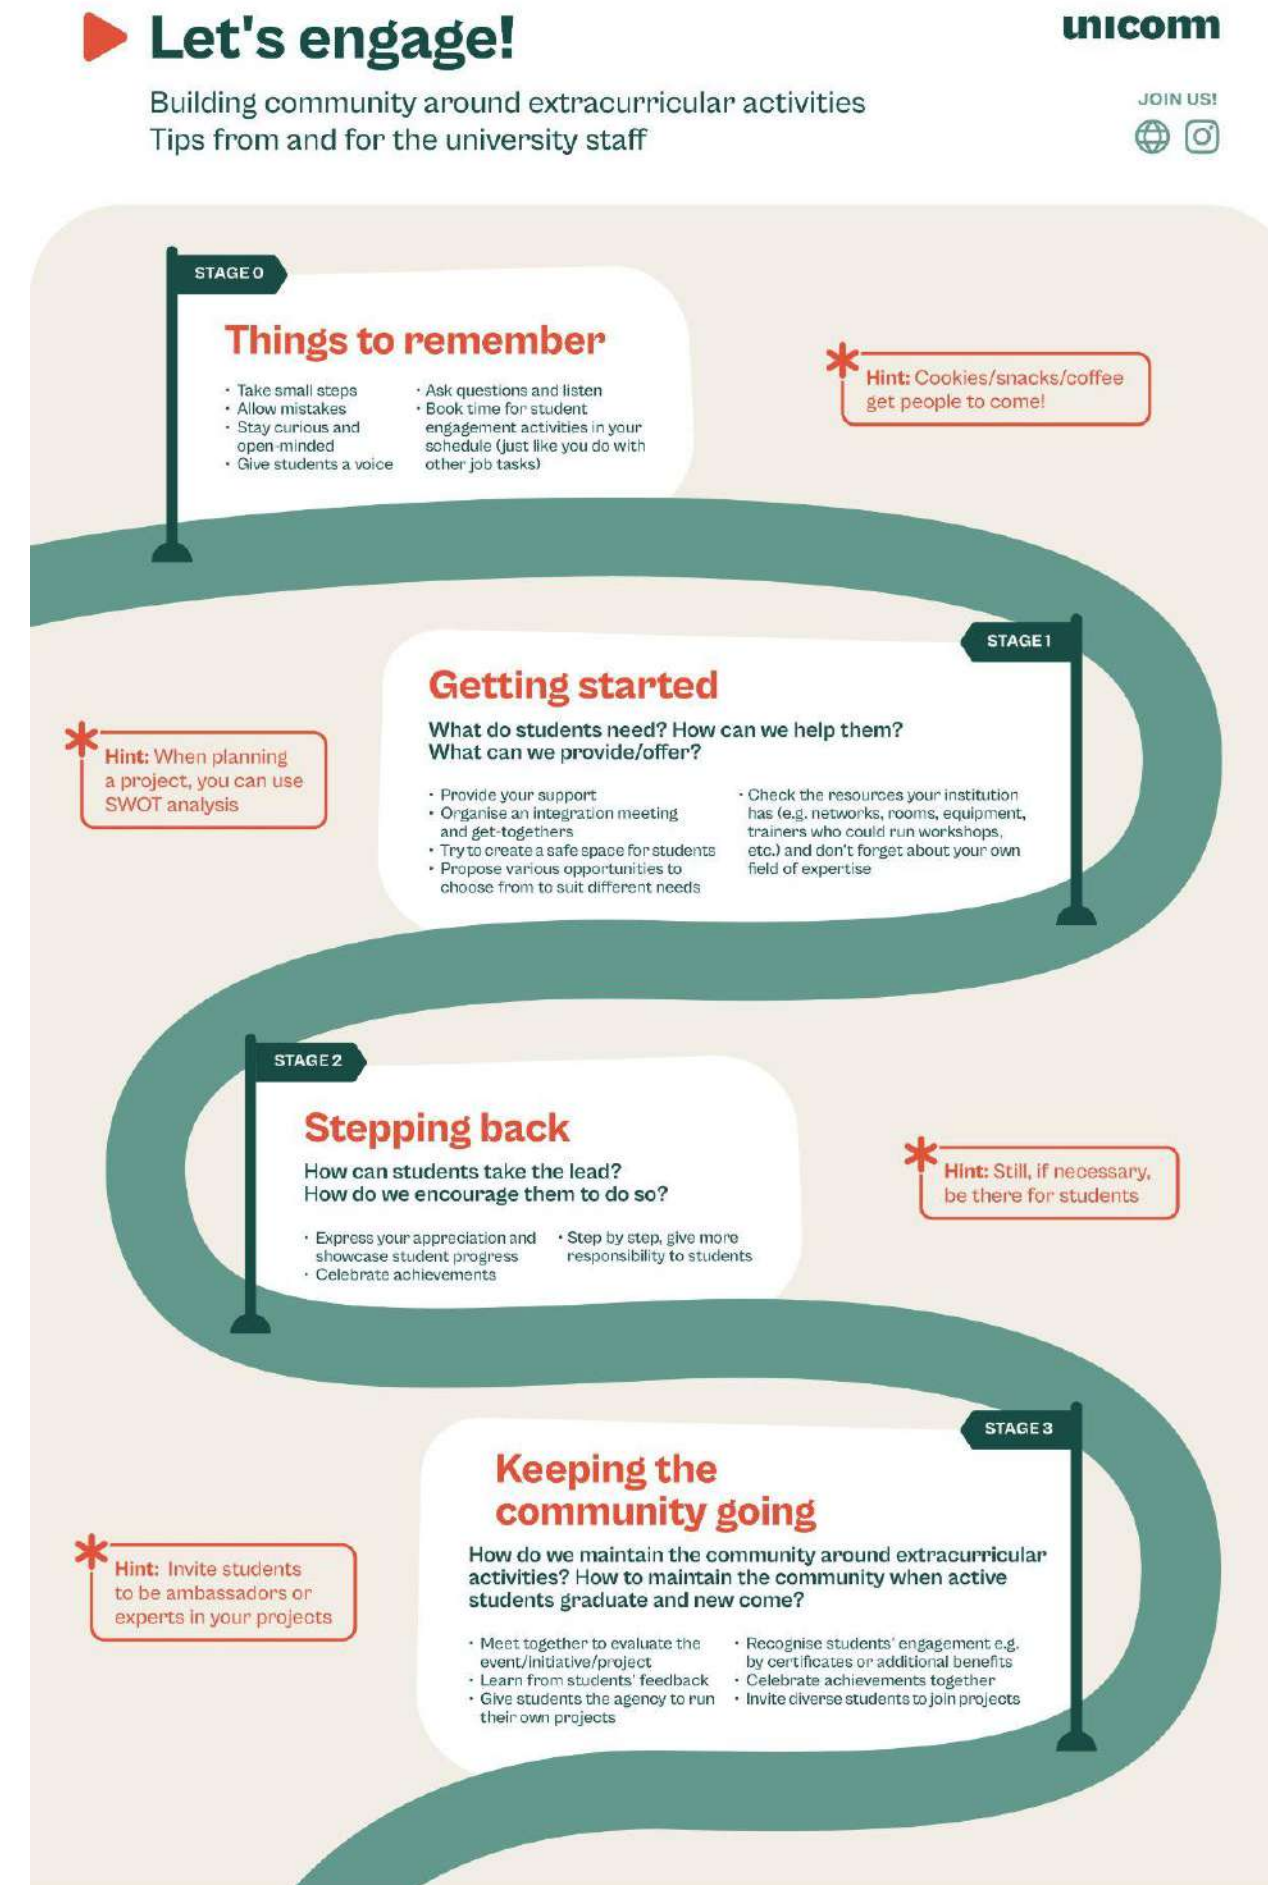 Let's engage!
unicomm
Building community around extracurricular activities
Tips from and for the university staff
JOIN US!
STAGE 0
Things to remember
· Take small steps
· Allow mistakes
· Stay curious and
open-minded
· Give students a voice
· Ask questions and listen
· Book time for student
engagement activities in your
schedule (just like you do with
other job tasks)
Hint: Cookies/snacks/coffee
get people to come!
STAGE 1
Getting started
What do students need? How can we help them?
What can we provide/offer?
· Provide your support
· Organise an integration meeting
and get-togethers
· Try to create a safe space for students
· Propose various opportunities to
choose from to suit different needs
· Check the resources your institution
has (e.g. networks, rooms, equipment,
trainers who could run workshops,
etc.) and don't forget about your own
field of expertise
Hint: When planning
a project, you can use
SWOT analysis
STAGE 2
Stepping back
How can students take the lead?
How do we encourage them to do so?
· Express your appreciation and
showcase student progress
· Celebrate achievements
· Step by step, give more
responsibility to students
Hint: Still, if necessary,
be there for students
STAGE 3
Keeping the
community going
How do we maintain the community around extracurricular
activities? How to maintain the community when active
students graduate and new come?
· Meet together to evaluate the
event/initiative/project
· Learn from students' feedback
· Give students the agency to run
their own projects
· Recognise students' engagement e.g.
by certificates or additional benefits
· Celebrate achievements together
· Invite diverse students to join projects
Hint: Invite students
to be ambassadors or
experts in your projects